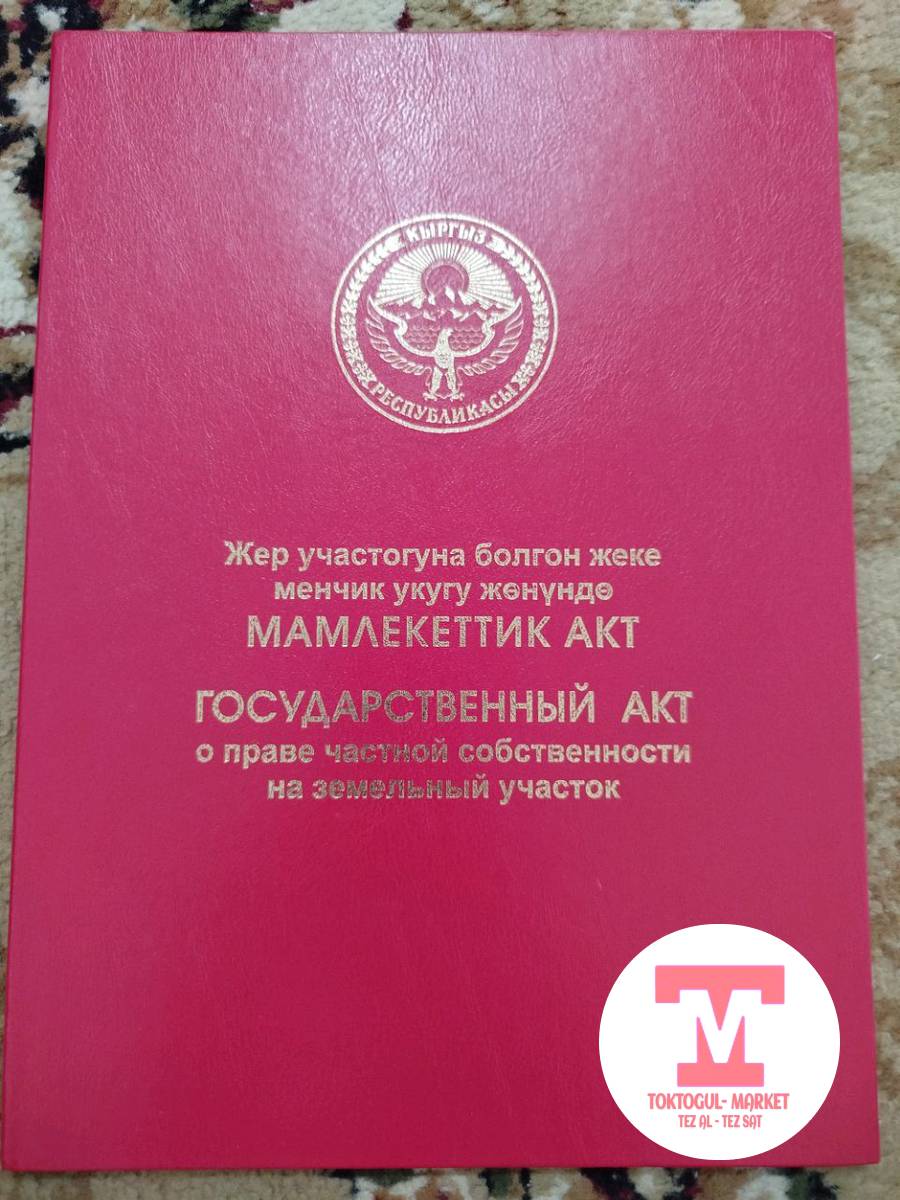 КЫРГЫЗ
РЕСПУБЛИКАСЫ
Жер участогуна болгон жеке
менчик укугу жөнүндө
МАМЛЕКЕТТИК АКТ
ГОСУДАРСТВЕННЫЙ АКТ
о праве частной собственности
на земельный участок
TM
TOKTOGUL- MARKET
TEZ AL - TEZ SAT